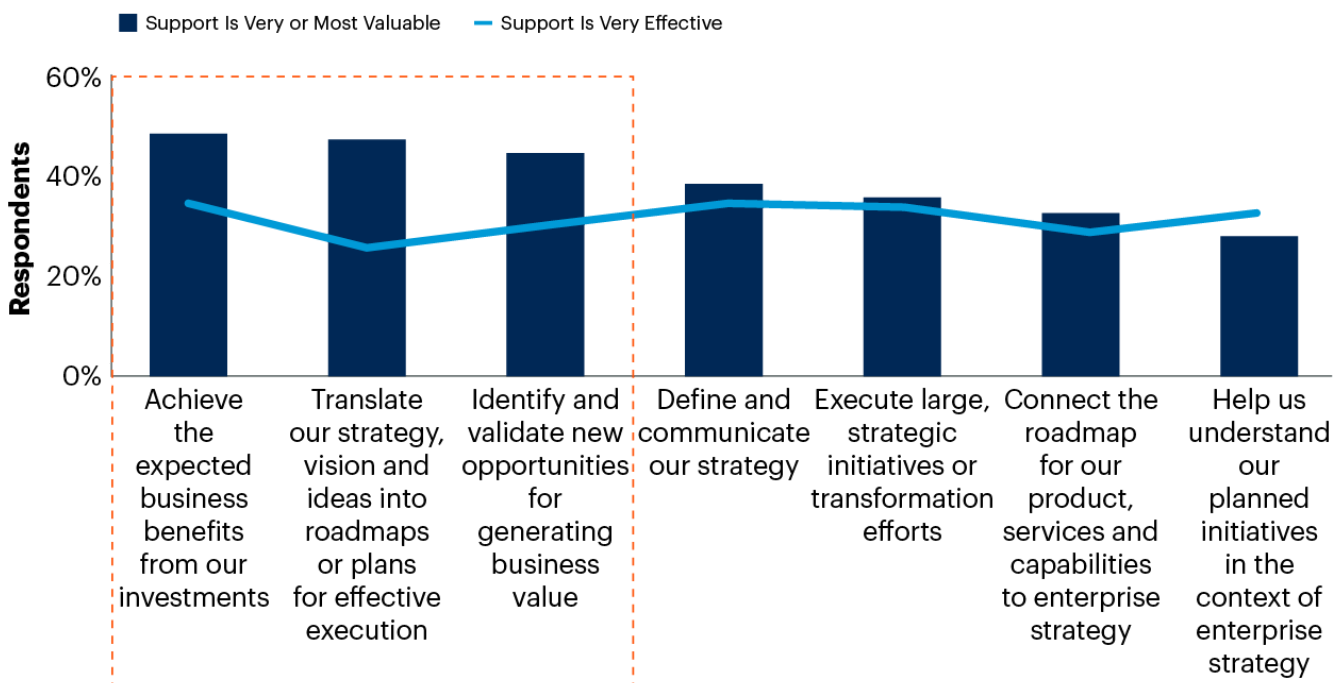 Support Is Very or Most Valuable
Support Is Very Effective
Respondents
60%
40%
20%
0%
Achieve
the
expected
business
benefits
from our
investments
Translate
our strategy,
vision and
ideas into
roadmaps
or plans
for effective
execution
Identify and
validate new
opportunities
for
generating
business
value
Define and
communicate
our strategy
Execute large,
strategic
initiatives or
transformation
efforts
Connect the
roadmap
for our
product,
services and
capabilities
to enterprise
strategy
Help us
understand
our
planned
initiatives
in the
context of
enterprise
strategy